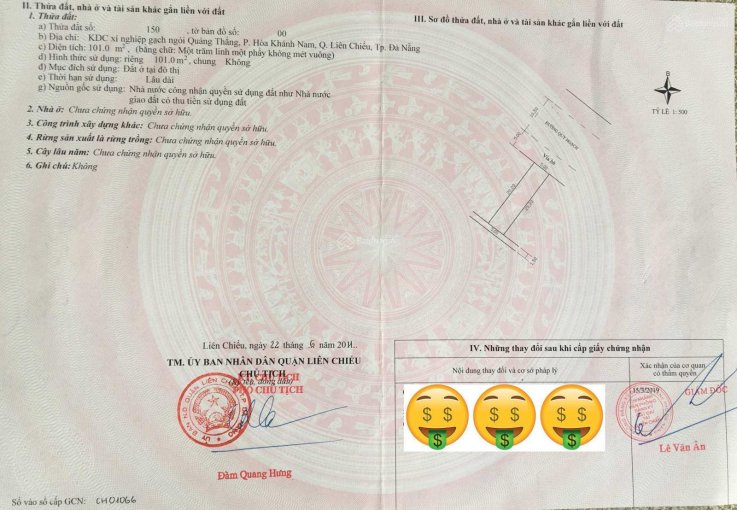 II. Thửa đất, nhà ở và tài sản khác gắn liền với đất
1. Thửa đất:
a) Thửa đất số: 150 , tờ bản đồ số: 00
b) Địa chỉ: KDC xí nghiệp gạch ngói Quảng Thắng, P. Hòa Khánh Nam, Q. Liên Chiểu, Tp. Đà Nẵng
c) Diện tích: 101.0 m², (bằng chữ: Một trăm linh một phẩy không mét vuông)
d) Hình thức sử dụng: riêng 101.0 m², chung Không
đ) Mục đích sử dụng: Đất ở tại đô thị
e) Thời hạn sử dụng: Lâu dài
g) Nguồn gốc sử dụng: Nhà nước công nhận quyền sử dụng đất như Nhà nước
giao đất có thu tiền sử dụng đất
2. Nhà ở: Chưa chứng nhận quyền sở hữu.
3. Công trình xây dựng khác: Chưa chứng nhận quyền sở hữu.
4. Rừng sản xuất là rừng trồng: Chưa chứng nhận quyền sở hữu.
5. Cây lâu năm: Chưa chứng nhận quyền sở hữu.
6. Ghi chú: Không
III. Sơ đồ thửa đất, nhà ở và tài sản khác gắn liền với đất
B
TỶ LỆ 1: 500
ĐƯỜNG QUY HOẠCH
Vỉa hè
5.00
Liên Chiểu, ngày 22 tháng 6 năm 2011
TM. ỦY BAN NHÂN DÂN QUẬN LIÊN CHIỂU
CHỦ TỊCH
(ký tên, đóng dấu)
KT. CHỦ TỊCH
PHÓ CHỦ TỊCH
Đàm Quang Hưng
Số vào sổ cấp GCN: CH01066
IV. Những thay đổi sau khi cấp giấy chứng nhận
Nội dung thay đổi và cơ sở pháp lý
Xác nhận của cơ quan
có thẩm quyền
15/3/2019
GIÁM ĐỐC
Lê Văn Ẩn